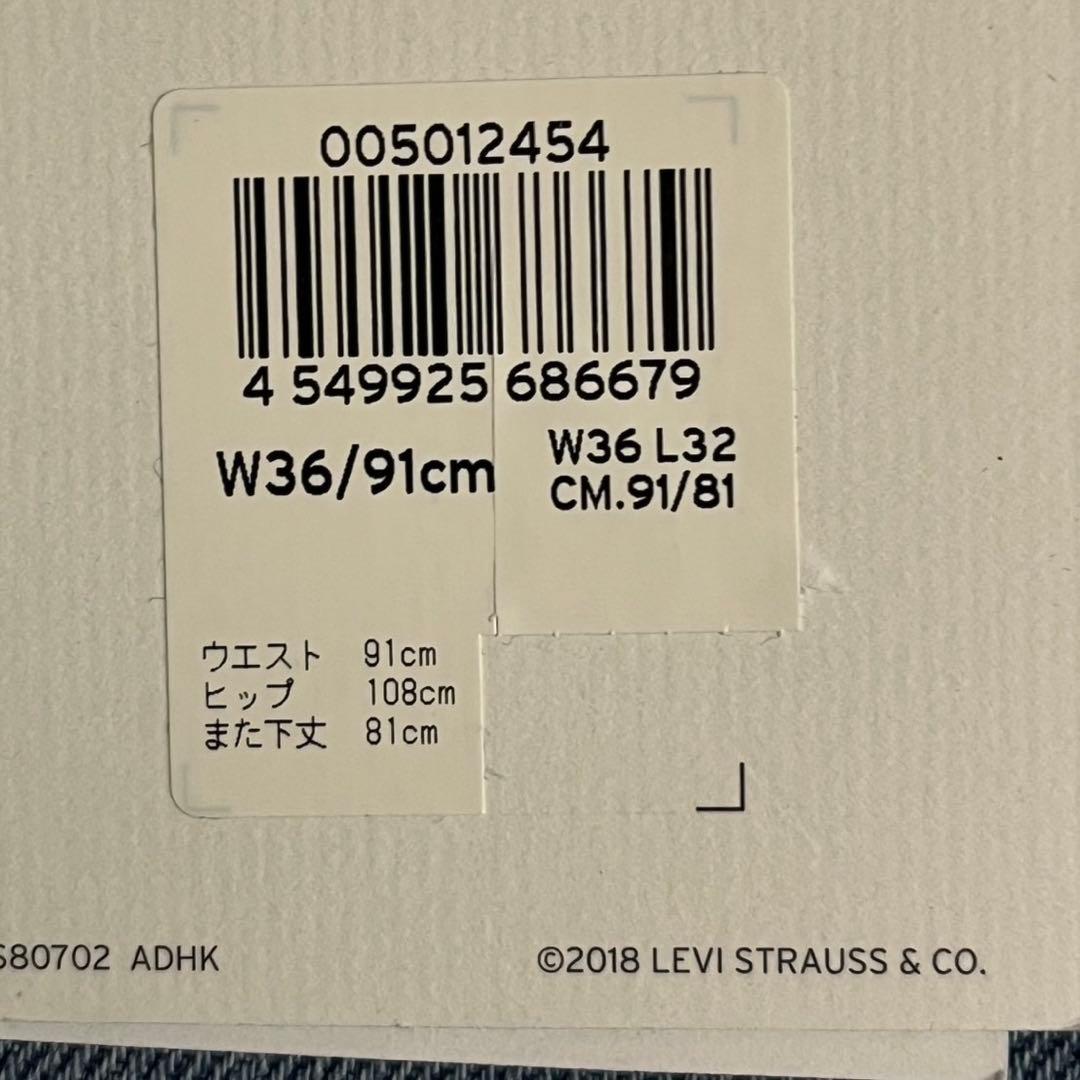 005012454
4 549925 686679
W36/91cm
W36 L32
CM.91/81
ウエスト 91cm
ヒップ 108cm
また下丈 81cm
S80702 ADHK
©2018 LEVI STRAUSS & CO.